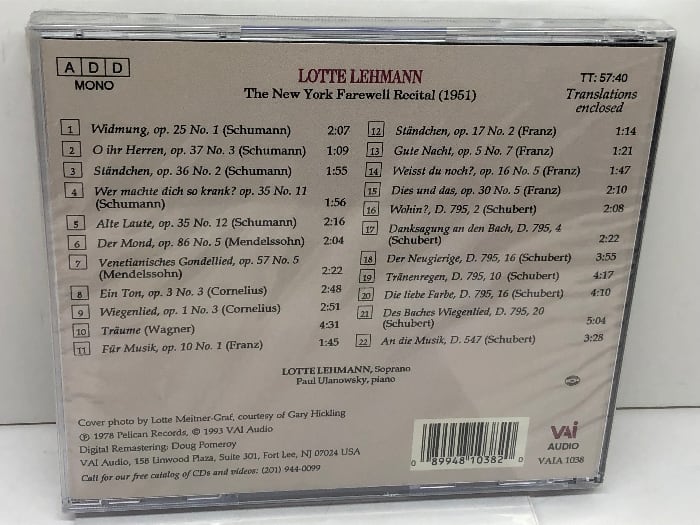 A D D
MONO
LOTTE LEHMANN
The New York Farewell Recital (1951)
TT: 57:40
Translations
enclosed
1 Widmung, op. 25 No. 1 (Schumann) 2:07
2 O ihr Herren, op. 37 No. 3 (Schumann) 1:09
3 Ständchen, op. 36 No. 2 (Schumann) 1:55
4 Wer machte dich so krank? op. 35 No. 11
(Schumann) 1:56
5 Alte Laute, op. 35 No. 12 (Schumann) 2:16
6 Der Mond, op. 86 No. 5 (Mendelssohn) 2:04
7 Venetianisches Gondellied, op. 57 No. 5
(Mendelssohn) 2:22
8 Ein Ton, op. 3 No. 3 (Cornelius) 2:48
9 Wiegenlied, op. 1 No. 3 (Cornelius) 2:51
10 Träume (Wagner) 4:31
11 Für Musik, op. 10 No. 1 (Franz) 1:45
12 Ständchen, op. 17 No. 2 (Franz) 1:14
13 Gute Nacht, op. 5 No. 7 (Franz) 1:21
14 Weisst du noch?, op. 16 No. 5 (Franz) 1:47
15 Dies und das, op. 30 No. 5 (Franz) 2:10
16 Wohin?, D. 795, 2 (Schubert) 2:08
17 Danksagung an den Bach, D. 795, 4
(Schubert) 2:22
18 Der Neugierige, D. 795, 16 (Schubert) 3:55
19 Tränenregen, D. 795, 10 (Schubert) 4:17
20 Die liebe Farbe, D. 795, 16 (Schubert) 4:10
21 Des Baches Wiegenlied, D. 795, 20
(Schubert) 5:04
22 An die Musik, D. 547 (Schubert) 3:28
LOTTE LEHMANN, Soprano
Paul Ulanowsky, piano
Cover photo by Lotte Meitner-Graf, courtesy of Gary Hickling
℗ 1978 Pelican Records, © 1993 VAI Audio
Digital Remastering: Doug Pomeroy
VAI Audio, 158 Linwood Plaza, Suite 301, Fort Lee, NJ 07024 USA
Call for our free catalog of CDs and videos: (201) 944-0099
0 89948 10382 0
VAI
AUDIO
VAIA 1038